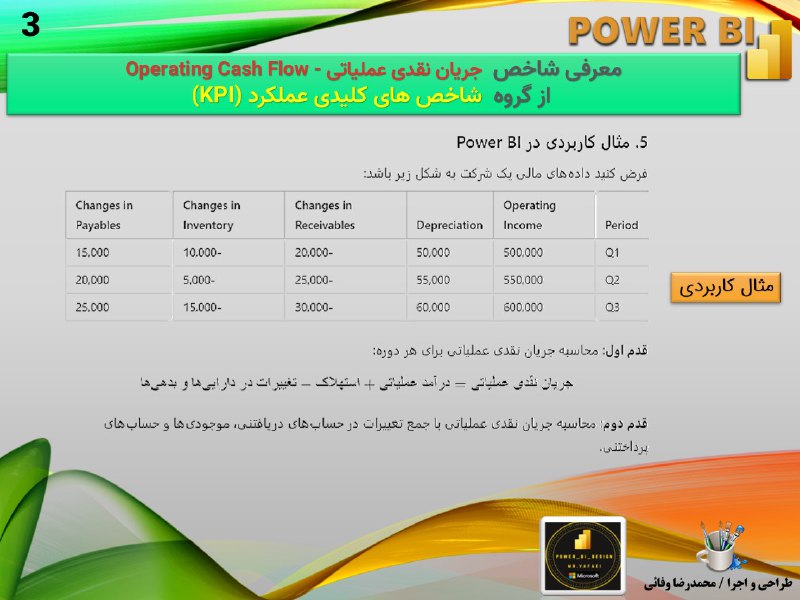 3
POWER BI
معرفی شاخص جریان نقدی عملیاتی - Operating Cash Flow
از گروه شاخص های کلیدی عملکرد (KPI)
5. مثال کاربردی در Power BI
فرض کنید داده‌های مالی یک شرکت به شکل زیر باشد:
Changes in Payables | Changes in Inventory | Changes in Receivables | Depreciation | Operating Income | Period
15,000 | 10,000- | 20,000- | 50,000 | 500,000 | Q1
20,000 | 5,000- | 25,000- | 55,000 | 550,000 | Q2
25,000 | 15,000- | 30,000- | 60,000 | 600,000 | Q3
مثال کاربردی
قدم اول: محاسبه جریان نقدی عملیاتی برای هر دوره:
جریان نقدی عملیاتی = درآمد عملیاتی + استهلاک − تغییرات در دارایی‌ها و بدهی‌ها
قدم دوم: محاسبه جریان نقدی عملیاتی با جمع تغییرات در حساب‌های دریافتنی، موجودی‌ها و حساب‌های
پرداختنی.
POWER_BI_DESIGN
MR.VAFAEI
Microsoft
طراحی و اجرا / محمدرضا وفائی